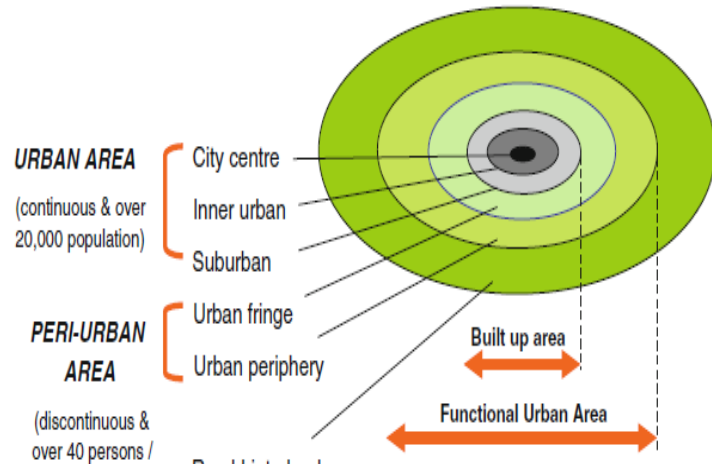 URBAN AREA
(continuous & over
20,000 population)
City centre
Inner urban
Suburban
PERI-URBAN
AREA
(discontinuous &
over 40 persons /
Urban fringe
Urban periphery
Built up area
Functional Urban Area